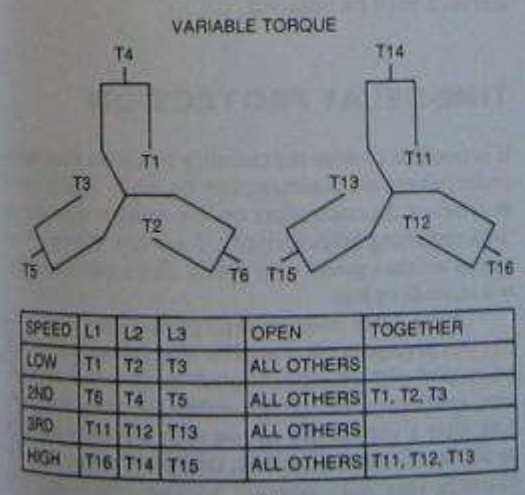 VARIABLE TORQUE
T4 T14
T1 T11
T3 T13
T2 T12
T5 T6 T15 T16
SPEED L1 L2 L3 OPEN TOGETHER
LOW T1 T2 T3 ALL OTHERS
2ND T6 T4 T5 ALL OTHERS T1, T2, T3
3RD T11 T12 T13 ALL OTHERS
HIGH T16 T14 T15 ALL OTHERS T11, T12, T13